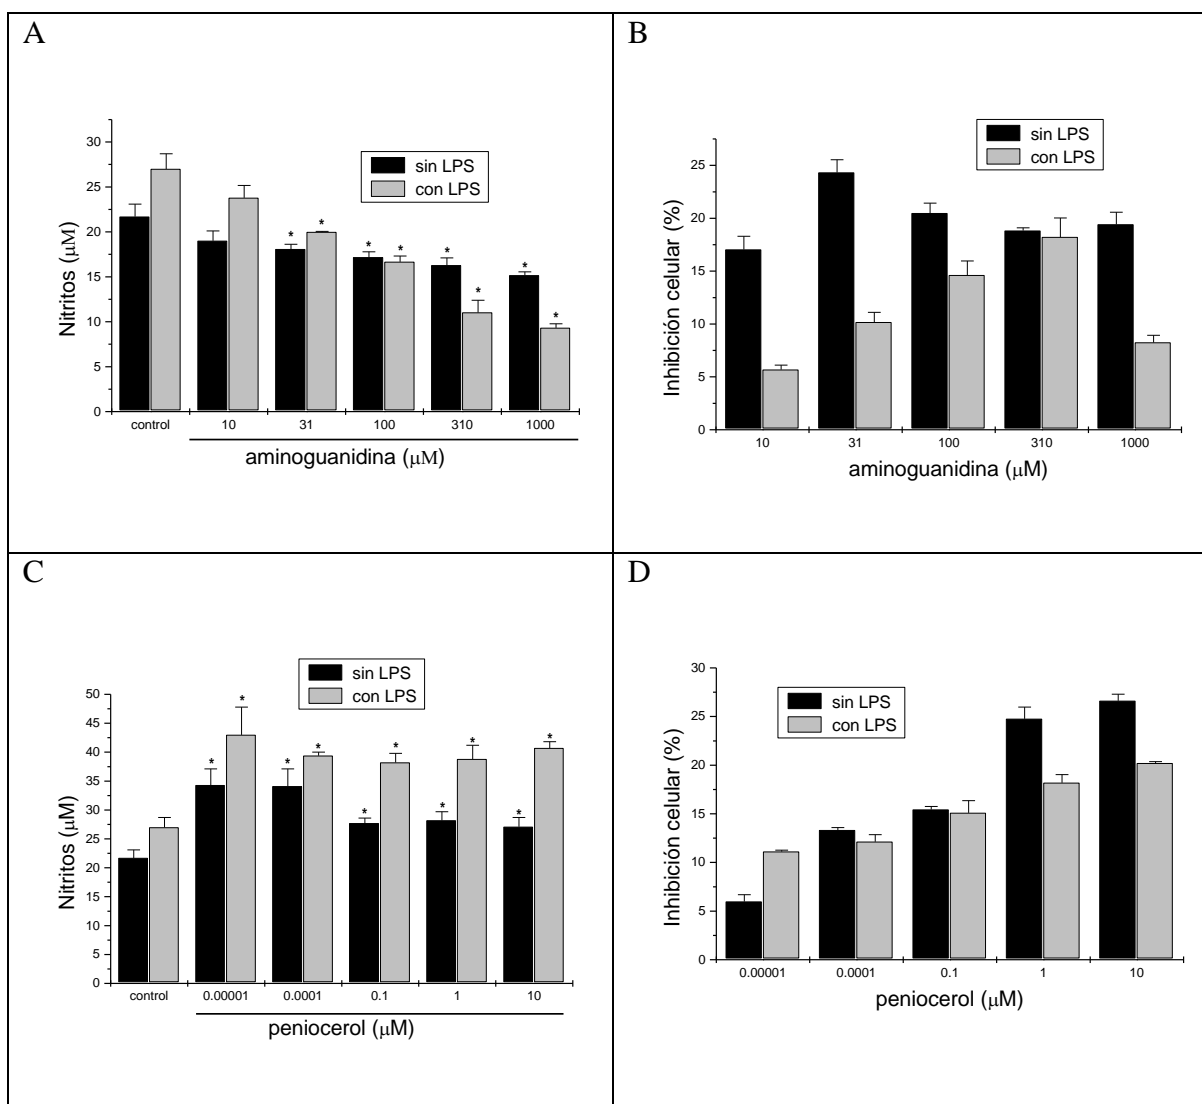 A
30
25
20
15
10
5
0
Nitritos (μM)
sin LPS
con LPS
* * * * * * * *
control 10 31 100 310 1000
aminoguanidina (μM)
B
25
20
15
10
5
0
Inhibición celular (%)
sin LPS
con LPS
10 31 100 310 1000
aminoguanidina (μM)
C
50
45
40
35
30
25
20
15
10
5
0
Nitritos (μM)
sin LPS
con LPS
* * * * * * * * * *
control 0.00001 0.0001 0.1 1 10
peniocerol (μM)
D
30
25
20
15
10
5
0
Inhibición celular (%)
sin LPS
con LPS
0.00001 0.0001 0.1 1 10
peniocerol (μM)